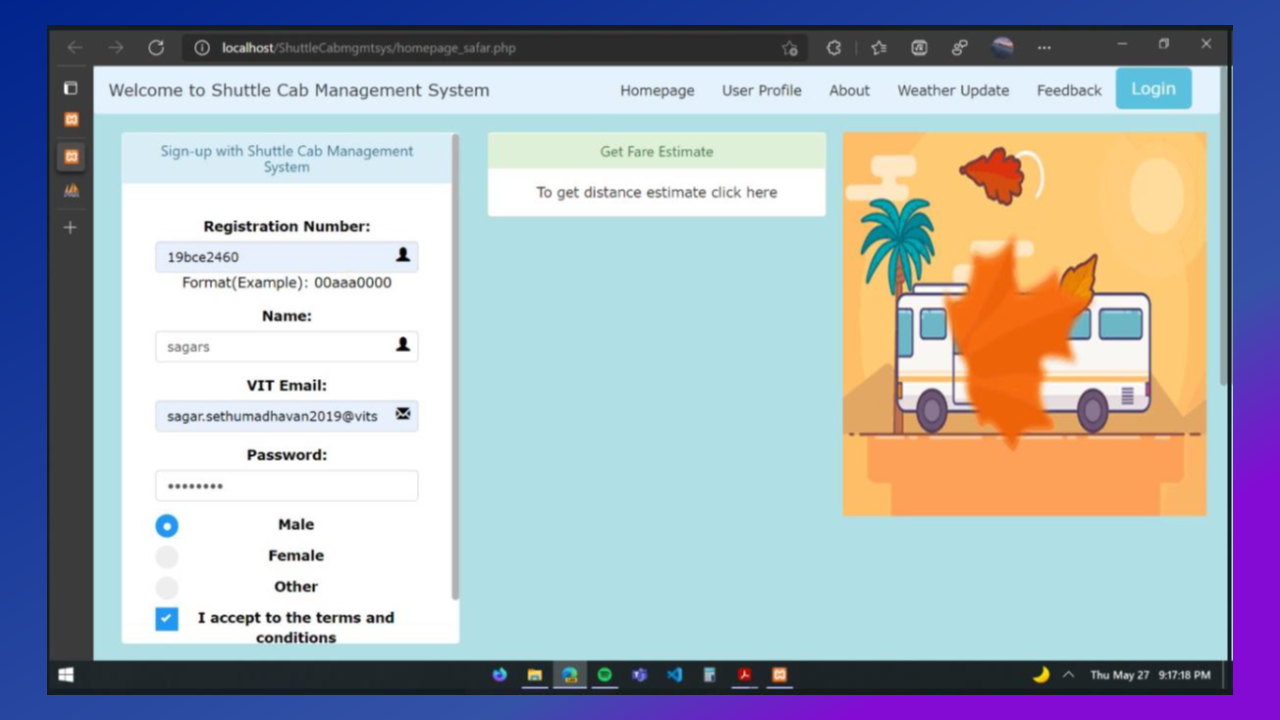 localhost/ShuttleCabmgmtsys/homepage_safar.php
Welcome to Shuttle Cab Management System
Homepage User Profile About Weather Update Feedback Login
Sign-up with Shuttle Cab Management
System
Registration Number:
19bce2460
Format(Example): 00aaa0000
Name:
sagars
VIT Email:
sagar.sethumadhavan2019@vits
Password:
Male
Female
Other
I accept to the terms and
conditions
Get Fare Estimate
To get distance estimate click here
Thu May 27 9:17:18 PM